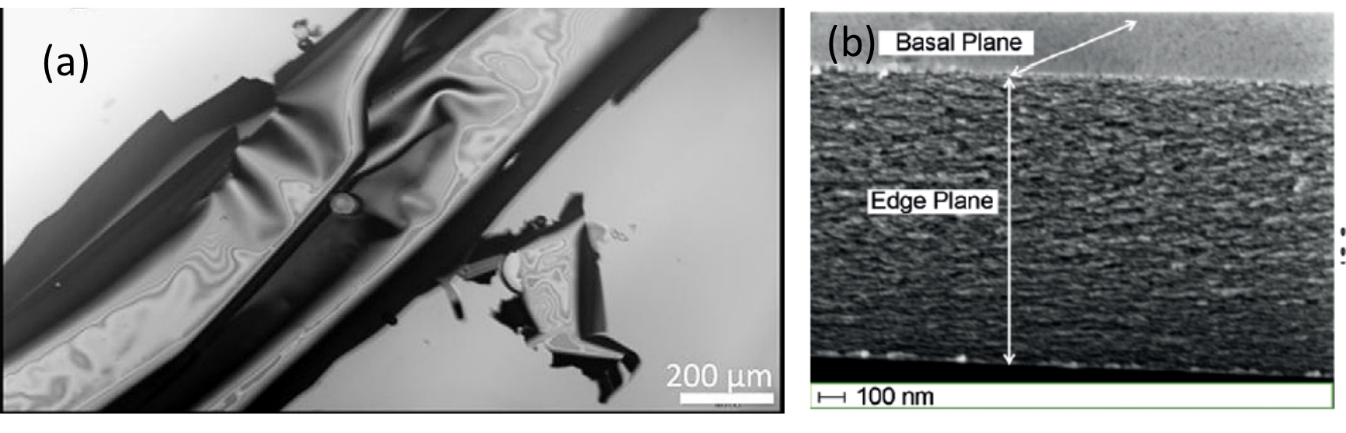 (a)
200 μm
(b)
Basal Plane
Edge Plane
100 nm